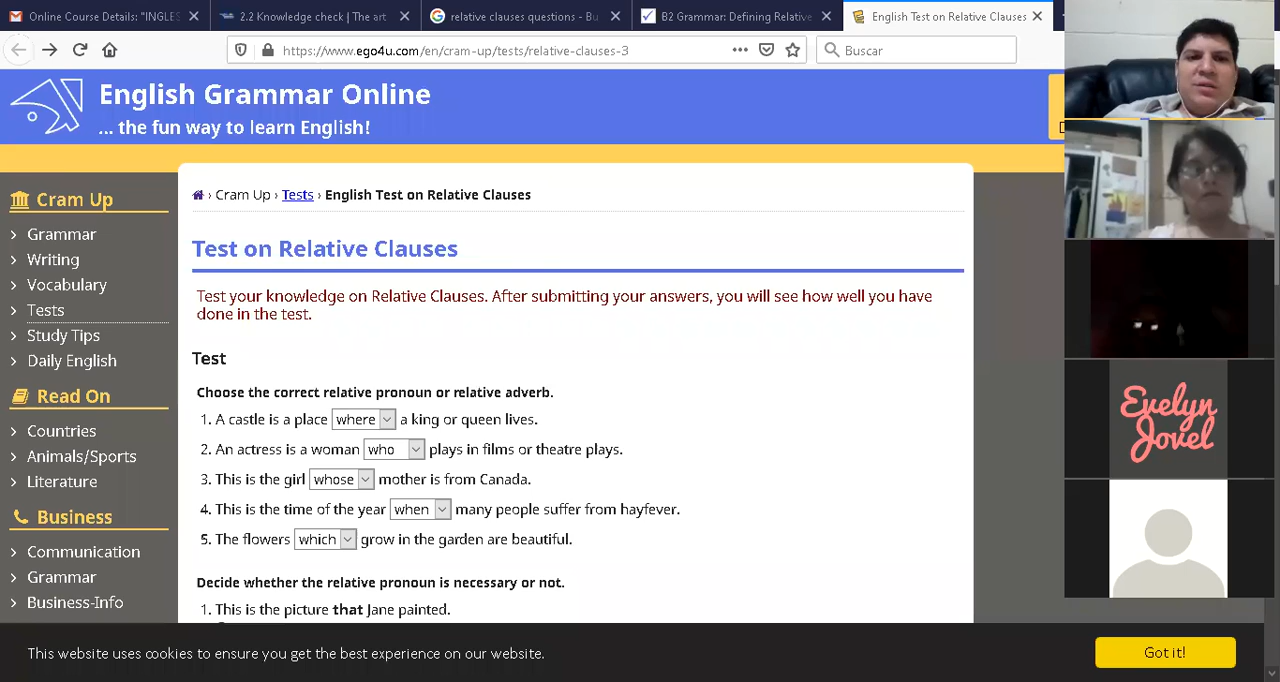 Online Course Details: "INGLES
2.2 Knowledge check | The art
relative clauses questions - Bu
B2 Grammar: Defining Relative
English Test on Relative Clauses
https://www.ego4u.com/en/cram-up/tests/relative-clauses-3
Buscar
English Grammar Online
... the fun way to learn English!
Cram Up
Grammar
Writing
Vocabulary
Tests
Study Tips
Daily English
Read On
Countries
Animals/Sports
Literature
Business
Communication
Grammar
Business-Info
› Cram Up › Tests › English Test on Relative Clauses
Test on Relative Clauses
Test your knowledge on Relative Clauses. After submitting your answers, you will see how well you have
done in the test.
Test
Choose the correct relative pronoun or relative adverb.
1. A castle is a place where a king or queen lives.
2. An actress is a woman who plays in films or theatre plays.
3. This is the girl whose mother is from Canada.
4. This is the time of the year when many people suffer from hayfever.
5. The flowers which grow in the garden are beautiful.
Decide whether the relative pronoun is necessary or not.
1. This is the picture that Jane painted.
This website uses cookies to ensure you get the best experience on our website.
Got it!
Evelyn
Jovel